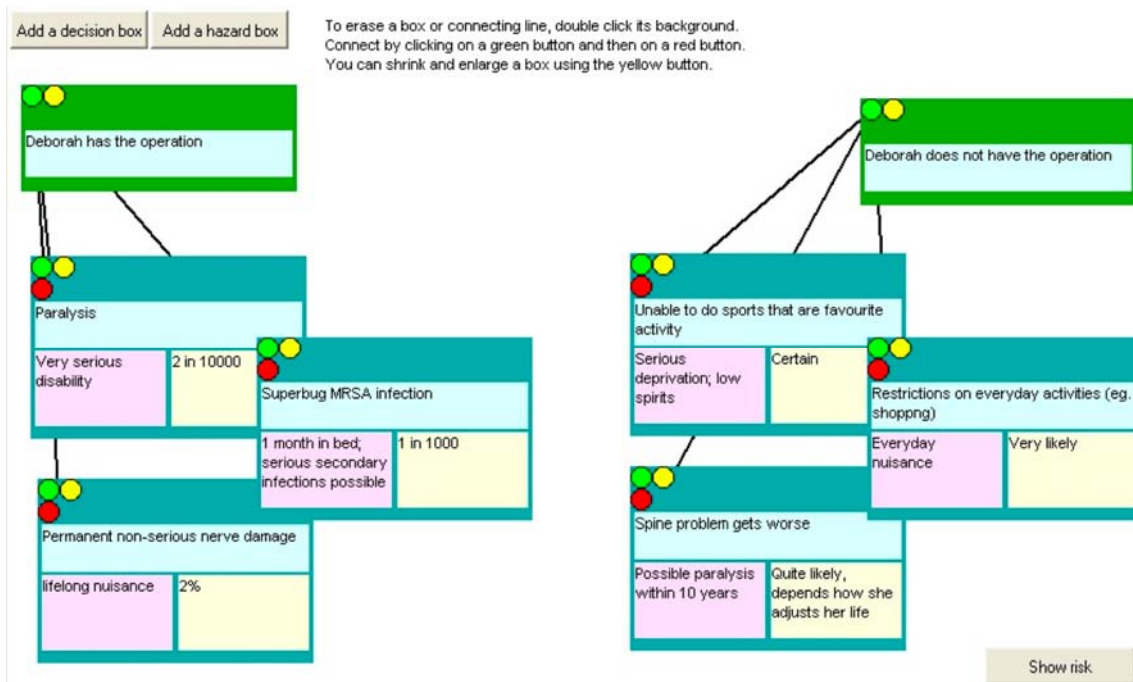 Add a decision box
Add a hazard box
To erase a box or connecting line, double click its background.
Connect by clicking on a green button and then on a red button.
You can shrink and enlarge a box using the yellow button.
Deborah has the operation
Deborah does not have the operation
Paralysis
Very serious
disability
2 in 10000
Superbug MRSA infection
1 month in bed;
serious secondary
infections possible
1 in 1000
Permanent non-serious nerve damage
lifelong nuisance
2%
Unable to do sports that are favourite
activity
Serious
deprivation; low
spirits
Certain
Restrictions on everyday activities (eg.
shoppng)
Everyday
nuisance
Very likely
Spine problem gets worse
Possible paralysis
within 10 years
Quite likely,
depends how she
adjusts her life
Show risk